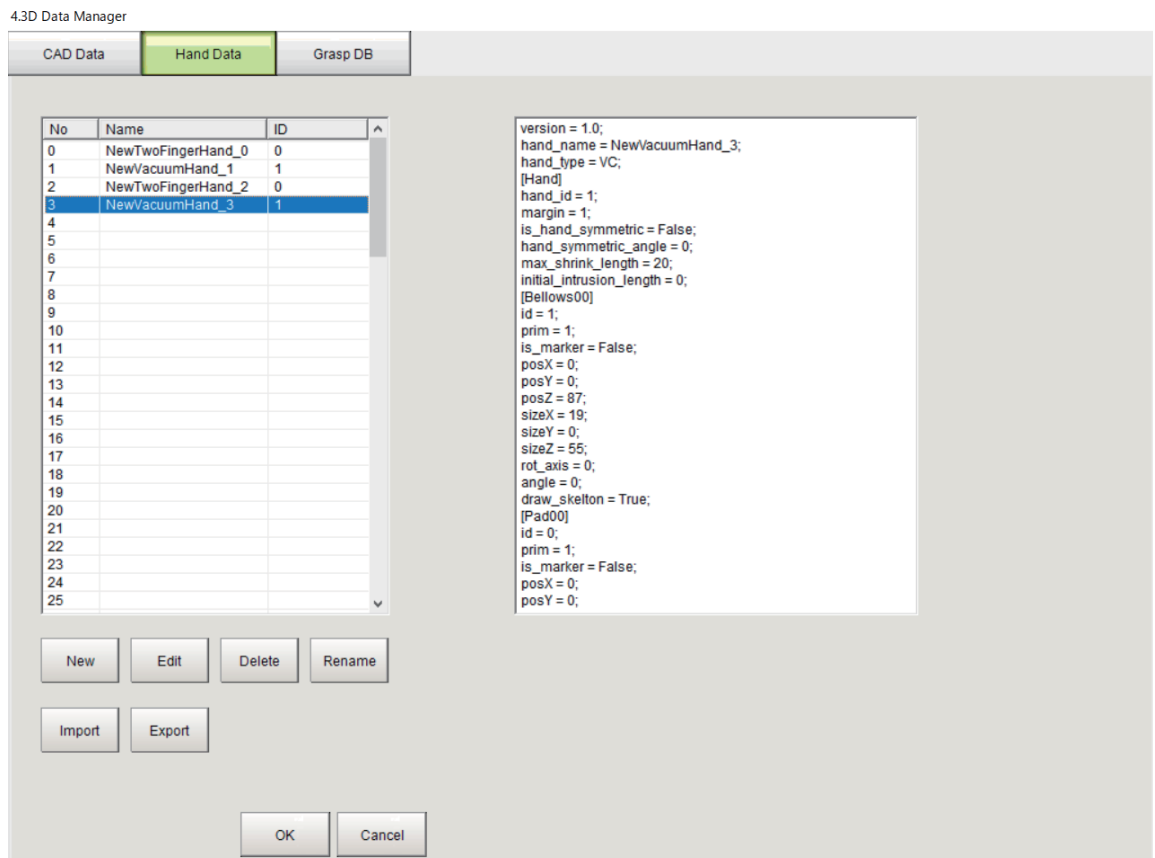 4.3D Data Manager
CAD Data Hand Data Grasp DB
No Name ID
0 NewTwoFingerHand_0 0
1 NewVacuumHand_1 1
2 NewTwoFingerHand_2 0
3 NewVacuumHand_3 1
4
5
6
7
8
9
10
11
12
13
14
15
16
17
18
19
20
21
22
23
24
25
version = 1.0;
hand_name = NewVacuumHand_3;
hand_type = VC;
[Hand]
hand_id = 1;
margin = 1;
is_hand_symmetric = False;
hand_symmetric_angle = 0;
max_shrink_length = 20;
initial_intrusion_length = 0;
[Bellows00]
id = 1;
prim = 1;
is_marker = False;
posX = 0;
posY = 0;
posZ = 87;
sizeX = 19;
sizeY = 0;
sizeZ = 55;
rot_axis = 0;
angle = 0;
draw_skelton = True;
[Pad00]
id = 0;
prim = 1;
is_marker = False;
posX = 0;
posY = 0;
New Edit Delete Rename
Import Export
OK Cancel